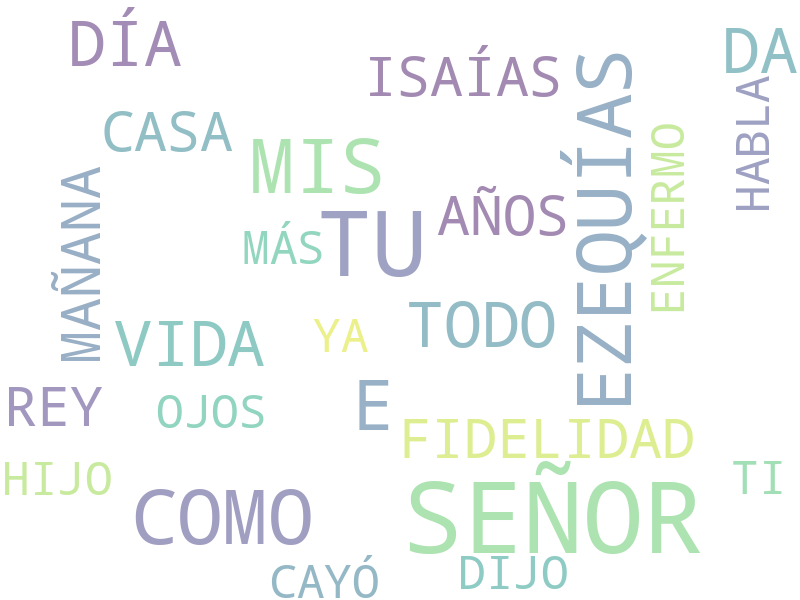 DÍA
ISAÍAS
DA
CASA
MIS
HABLA
EZEQUÍAS
ENFERMO
MAÑANA
AÑOS
TU
MÁS
TODO
VIDA
YA
REY
OJOS
E
FIDELIDAD
HIJO
TI
COMO
SEÑOR
CAYÓ
DIJO